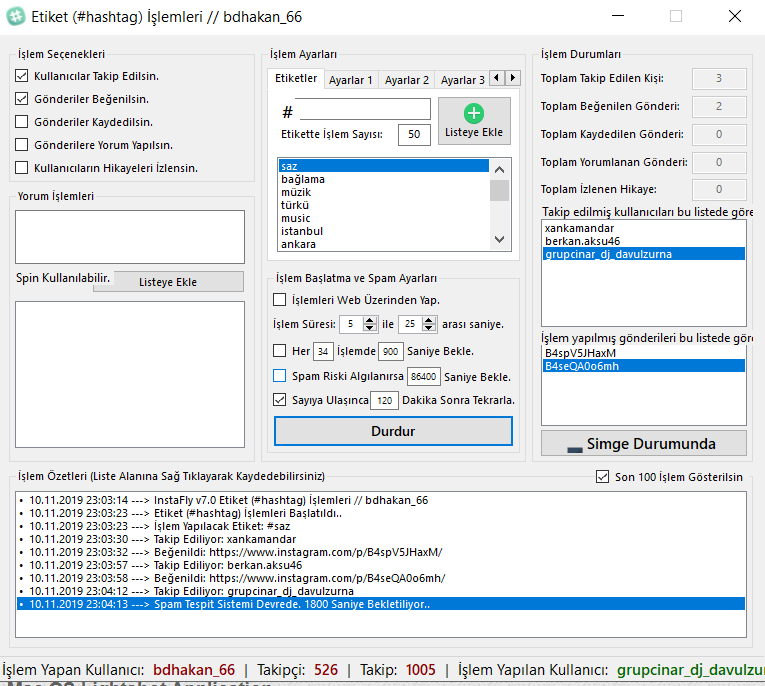 Etiket (#hashtag) İşlemleri // bdhakan_66
İşlem Seçenekleri
Kullanıcılar Takip Edilsin.
Gönderiler Beğenilsin.
Gönderiler Kaydedilsin.
Gönderilere Yorum Yapılsın.
Kullanıcıların Hikayeleri İzlensin.
Yorum İşlemleri
Spin Kullanılabilir.
Listeye Ekle
İşlem Ayarları
Etiketler Ayarlar 1 Ayarlar 2 Ayarlar 3
#
Etikette İşlem Sayısı: 50
Listeye Ekle
saz
bağlama
müzik
türkü
music
istanbul
ankara
İşlem Başlatma ve Spam Ayarları
İşlemleri Web Üzerinden Yap.
İşlem Süresi: 5 ile 25 arası saniye.
Her 34 İşlemde 900 Saniye Bekle.
Spam Riski Algılanırsa 86400 Saniye Bekle.
Sayıya Ulaşınca 120 Dakika Sonra Tekrarla.
Durdur
İşlem Durumları
Toplam Takip Edilen Kişi: 3
Toplam Beğenilen Gönderi: 2
Toplam Kaydedilen Gönderi: 0
Toplam Yorumlanan Gönderi: 0
Toplam İzlenen Hikaye: 0
Takip edilmiş kullanıcıları bu listede göre
xankamandar
berkan.aksu46
grupcinar_dj_davulzurna
İşlem yapılmış gönderileri bu listede göre
B4spV5JHaxM
B4seQA0o6mh
Simge Durumunda
İşlem Özetleri (Liste Alanına Sağ Tıklayarak Kaydedebilirsiniz)
Son 100 İşlem Gösterilsin
• 10.11.2019 23:03:14 ---> InstaFly v7.0 Etiket (#hashtag) İşlemleri // bdhakan_66
• 10.11.2019 23:03:23 ---> Etiket (#hashtag) İşlemleri Başlatıldı..
• 10.11.2019 23:03:23 ---> İşlem Yapılacak Etiket: #saz
• 10.11.2019 23:03:30 ---> Takip Ediliyor: xankamandar
• 10.11.2019 23:03:32 ---> Beğenildi: https://www.instagram.com/p/B4spV5JHaxM/
• 10.11.2019 23:03:57 ---> Takip Ediliyor: berkan.aksu46
• 10.11.2019 23:03:58 ---> Beğenildi: https://www.instagram.com/p/B4seQA0o6mh/
• 10.11.2019 23:04:12 ---> Takip Ediliyor: grupcinar_dj_davulzurna
• 10.11.2019 23:04:13 ---> Spam Tespit Sistemi Devrede. 1800 Saniye Bekletiliyor..
İşlem Yapan Kullanıcı: bdhakan_66 | Takipçi: 526 | Takip: 1005 | İşlem Yapılan Kullanıcı: grupcinar_dj_davulzu